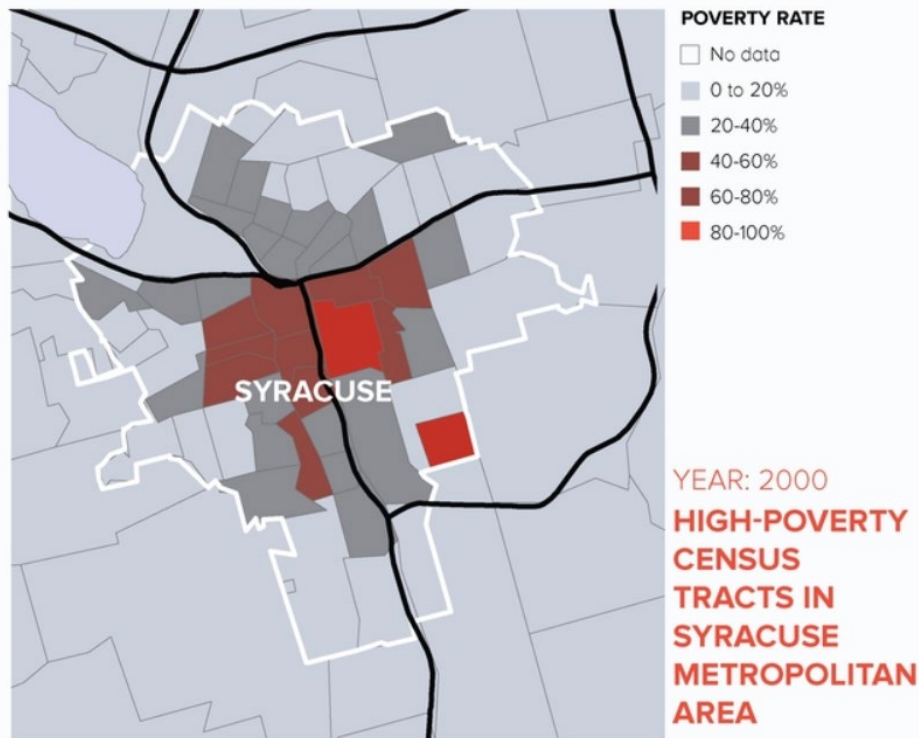 POVERTY RATE
No data
0 to 20%
20-40%
40-60%
60-80%
80-100%
SYRACUSE
YEAR: 2000
HIGH-POVERTY
CENSUS
TRACTS IN
SYRACUSE
METROPOLITAN
AREA